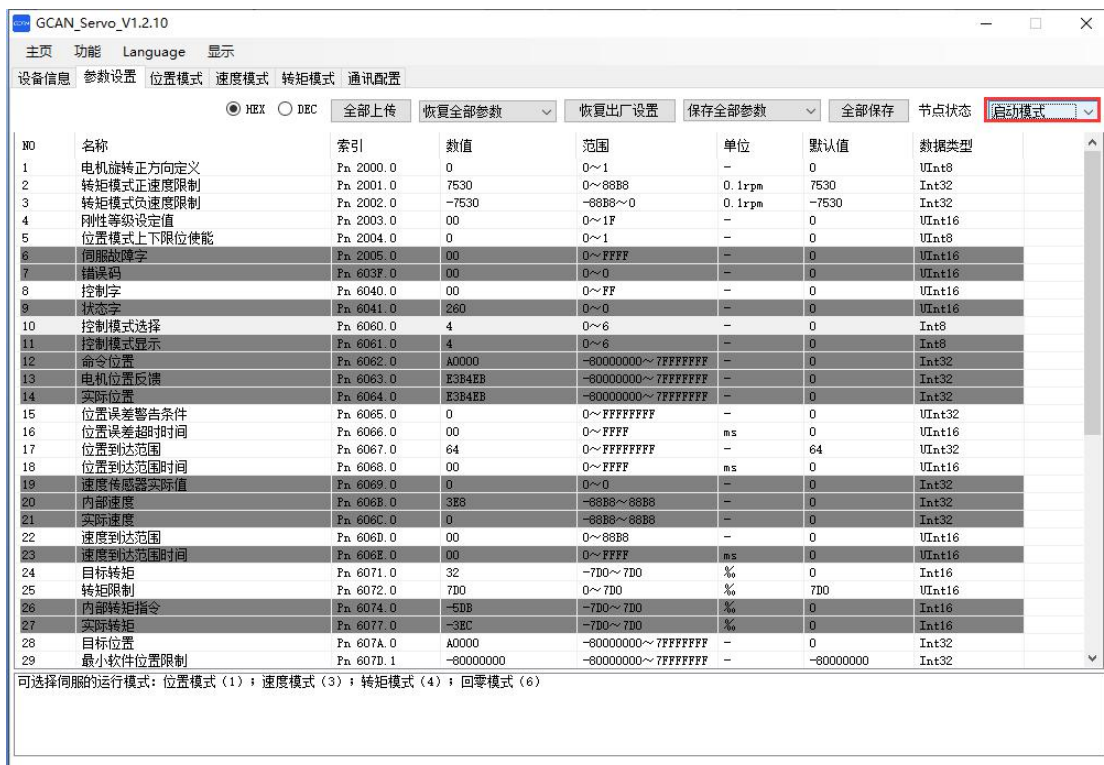 GCAN_Servo_V1.2.10
主页 功能 Language 显示
设备信息 参数设置 位置模式 速度模式 转矩模式 通讯配置
HEX DEC 全部上传 恢复全部参数 恢复出厂设置 保存全部参数 全部保存 节点状态 启动模式
NO 名称 索引 数值 范围 单位 默认值 数据类型
1 电机旋转正方向定义 Pn 2000.0 0 0~1 - 0 UInt8
2 转矩模式正速度限制 Pn 2001.0 7530 0~88B8 0.1rpm 7530 Int32
3 转矩模式负速度限制 Pn 2002.0 -7530 -88B8~0 0.1rpm -7530 Int32
4 刚性等级设定值 Pn 2003.0 00 0~1F - 0 UInt16
5 位置模式上下限位使能 Pn 2004.0 0 0~1 - 0 UInt8
6 伺服故障字 Pn 2005.0 00 0~FFFF - 0 UInt16
7 错误码 Pn 603F.0 00 0~0 - 0 UInt16
8 控制字 Pn 6040.0 00 0~FF - 0 UInt16
9 状态字 Pn 6041.0 260 0~0 - 0 UInt16
10 控制模式选择 Pn 6060.0 4 0~6 - 0 Int8
11 控制模式显示 Pn 6061.0 4 0~6 - 0 Int8
12 命令位置 Pn 6062.0 A0000 -80000000~7FFFFFFF - 0 Int32
13 电机位置反馈 Pn 6063.0 E3B4EB -80000000~7FFFFFFF - 0 Int32
14 实际位置 Pn 6064.0 E3B4EB -80000000~7FFFFFFF - 0 Int32
15 位置误差警告条件 Pn 6065.0 0 0~FFFFFFFF - 0 UInt32
16 位置误差超时时间 Pn 6066.0 00 0~FFFF ms 0 UInt16
17 位置到达范围 Pn 6067.0 64 0~FFFFFFFF - 64 UInt32
18 位置到达范围时间 Pn 6068.0 00 0~FFFF ms 0 UInt16
19 速度传感器实际值 Pn 6069.0 0 0~0 - 0 Int32
20 内部速度 Pn 606B.0 3E8 -88B8~88B8 - 0 Int32
21 实际速度 Pn 606C.0 0 -88B8~88B8 - 0 Int32
22 速度到达范围 Pn 606D.0 00 0~88B8 - 0 UInt16
23 速度到达范围时间 Pn 606E.0 00 0~FFFF ms 0 UInt16
24 目标转矩 Pn 6071.0 32 -7D0~7D0 ‰ 0 Int16
25 转矩限制 Pn 6072.0 7D0 0~7D0 ‰ 7D0 UInt16
26 内部转矩指令 Pn 6074.0 -5DB -7D0~7D0 ‰ 0 Int16
27 实际转矩 Pn 6077.0 -3EC -7D0~7D0 ‰ 0 Int16
28 目标位置 Pn 607A.0 A0000 -80000000~7FFFFFFF - 0 Int32
29 最小软件位置限制 Pn 607D.1 -80000000 -80000000~7FFFFFFF - -80000000 Int32
可选择伺服的运行模式：位置模式（1）；速度模式（3）；转矩模式（4）；回零模式（6）